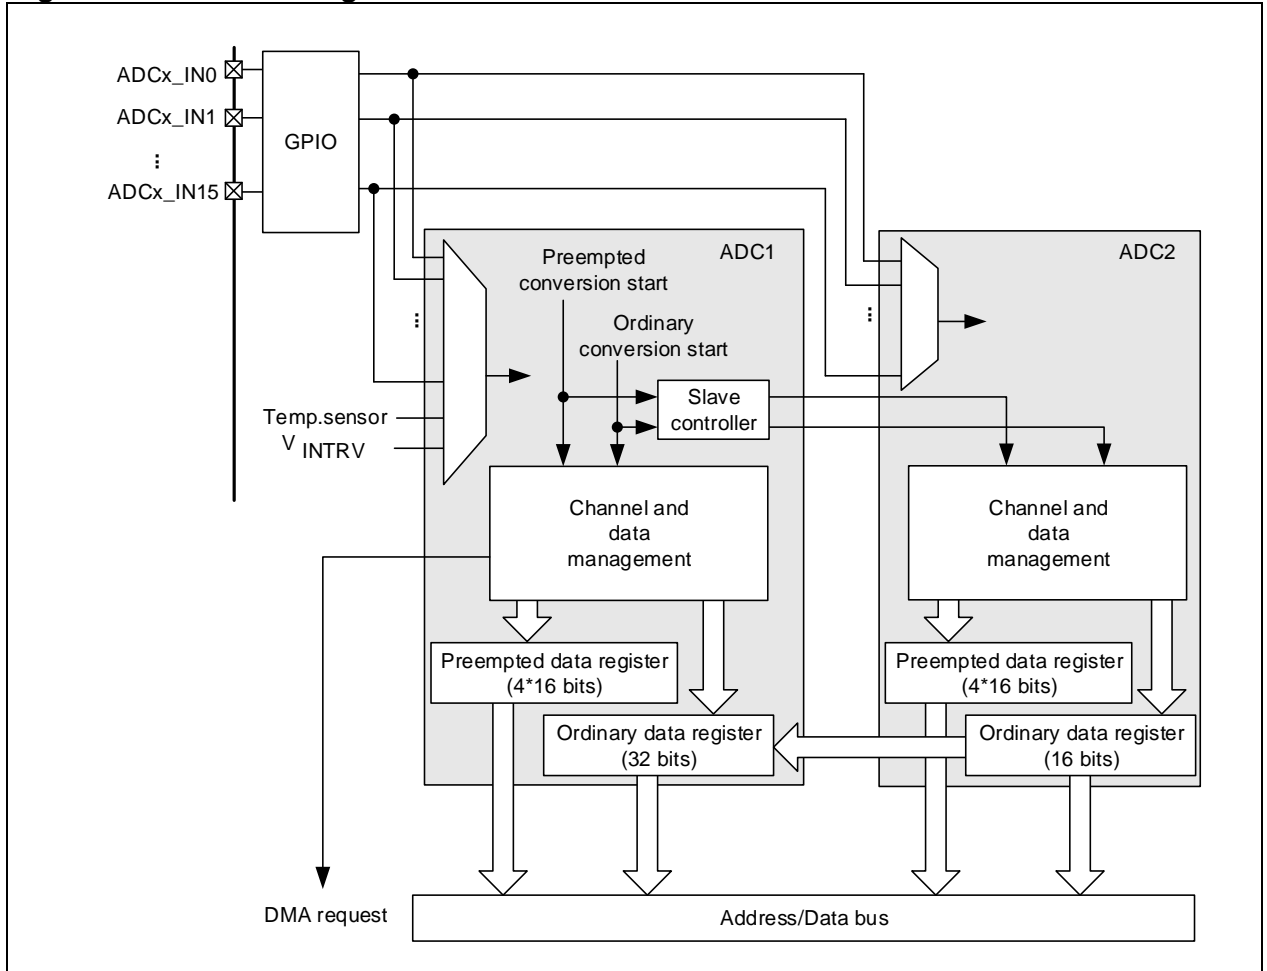 ADCx_IN0
ADCx_IN1
...
ADCx_IN15
GPIO
ADC1
Preempted
conversion start
Ordinary
conversion start
...
Temp.sensor
V INTRV
Slave
controller
Channel and
data
management
Preempted data register
(4*16 bits)
Ordinary data register
(32 bits)
ADC2
...
Channel and
data
management
Preempted data register
(4*16 bits)
Ordinary data register
(16 bits)
DMA request
Address/Data bus